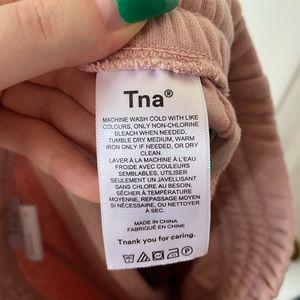 Tna®
MACHINE WASH COLD WITH LIKE
COLOURS, ONLY NON-CHLORINE
BLEACH WHEN NEEDED,
TUMBLE DRY MEDIUM, WARM
IRON ONLY IF NEEDED, OR DRY
CLEAN.
LAVER À LA MACHINE À L'EAU
FROIDE AVEC COULEURS
SEMBLABLES, UTILISER
SEULEMENT UN JAVELLISANT
SANS CHLORE AU BESOIN,
SÉCHER À TEMPÉRATURE
MOYENNE, REPASSAGE MOYEN
SI NÉCESSAIRE, OU NETTOYER
À SEC.
MADE IN CHINA
FABRIQUÉ EN CHINE
Thank you for caring.